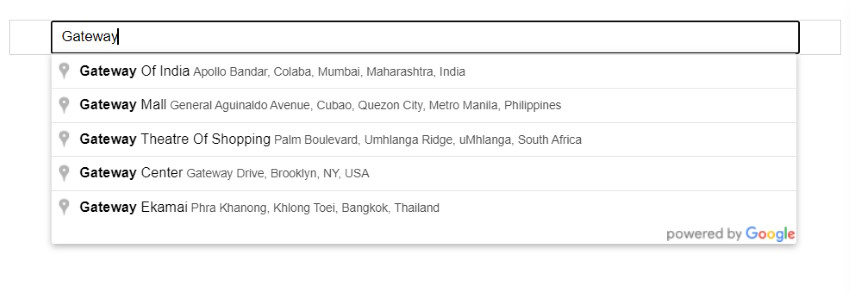 Gateway
Gateway Of India Apollo Bandar, Colaba, Mumbai, Maharashtra, India
Gateway Mall General Aguinaldo Avenue, Cubao, Quezon City, Metro Manila, Philippines
Gateway Theatre Of Shopping Palm Boulevard, Umhlanga Ridge, uMhlanga, South Africa
Gateway Center Gateway Drive, Brooklyn, NY, USA
Gateway Ekamai Phra Khanong, Khlong Toei, Bangkok, Thailand
powered by Google